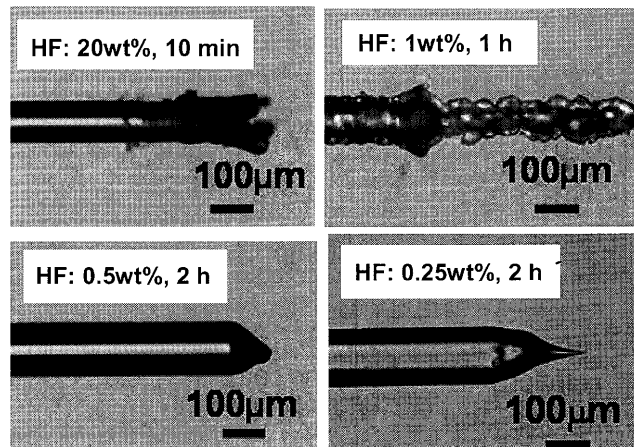 HF: 20wt%, 10 min
100µm
HF: 1wt%, 1 h
100µm
HF: 0.5wt%, 2 h
100µm
HF: 0.25wt%, 2 h
100µm